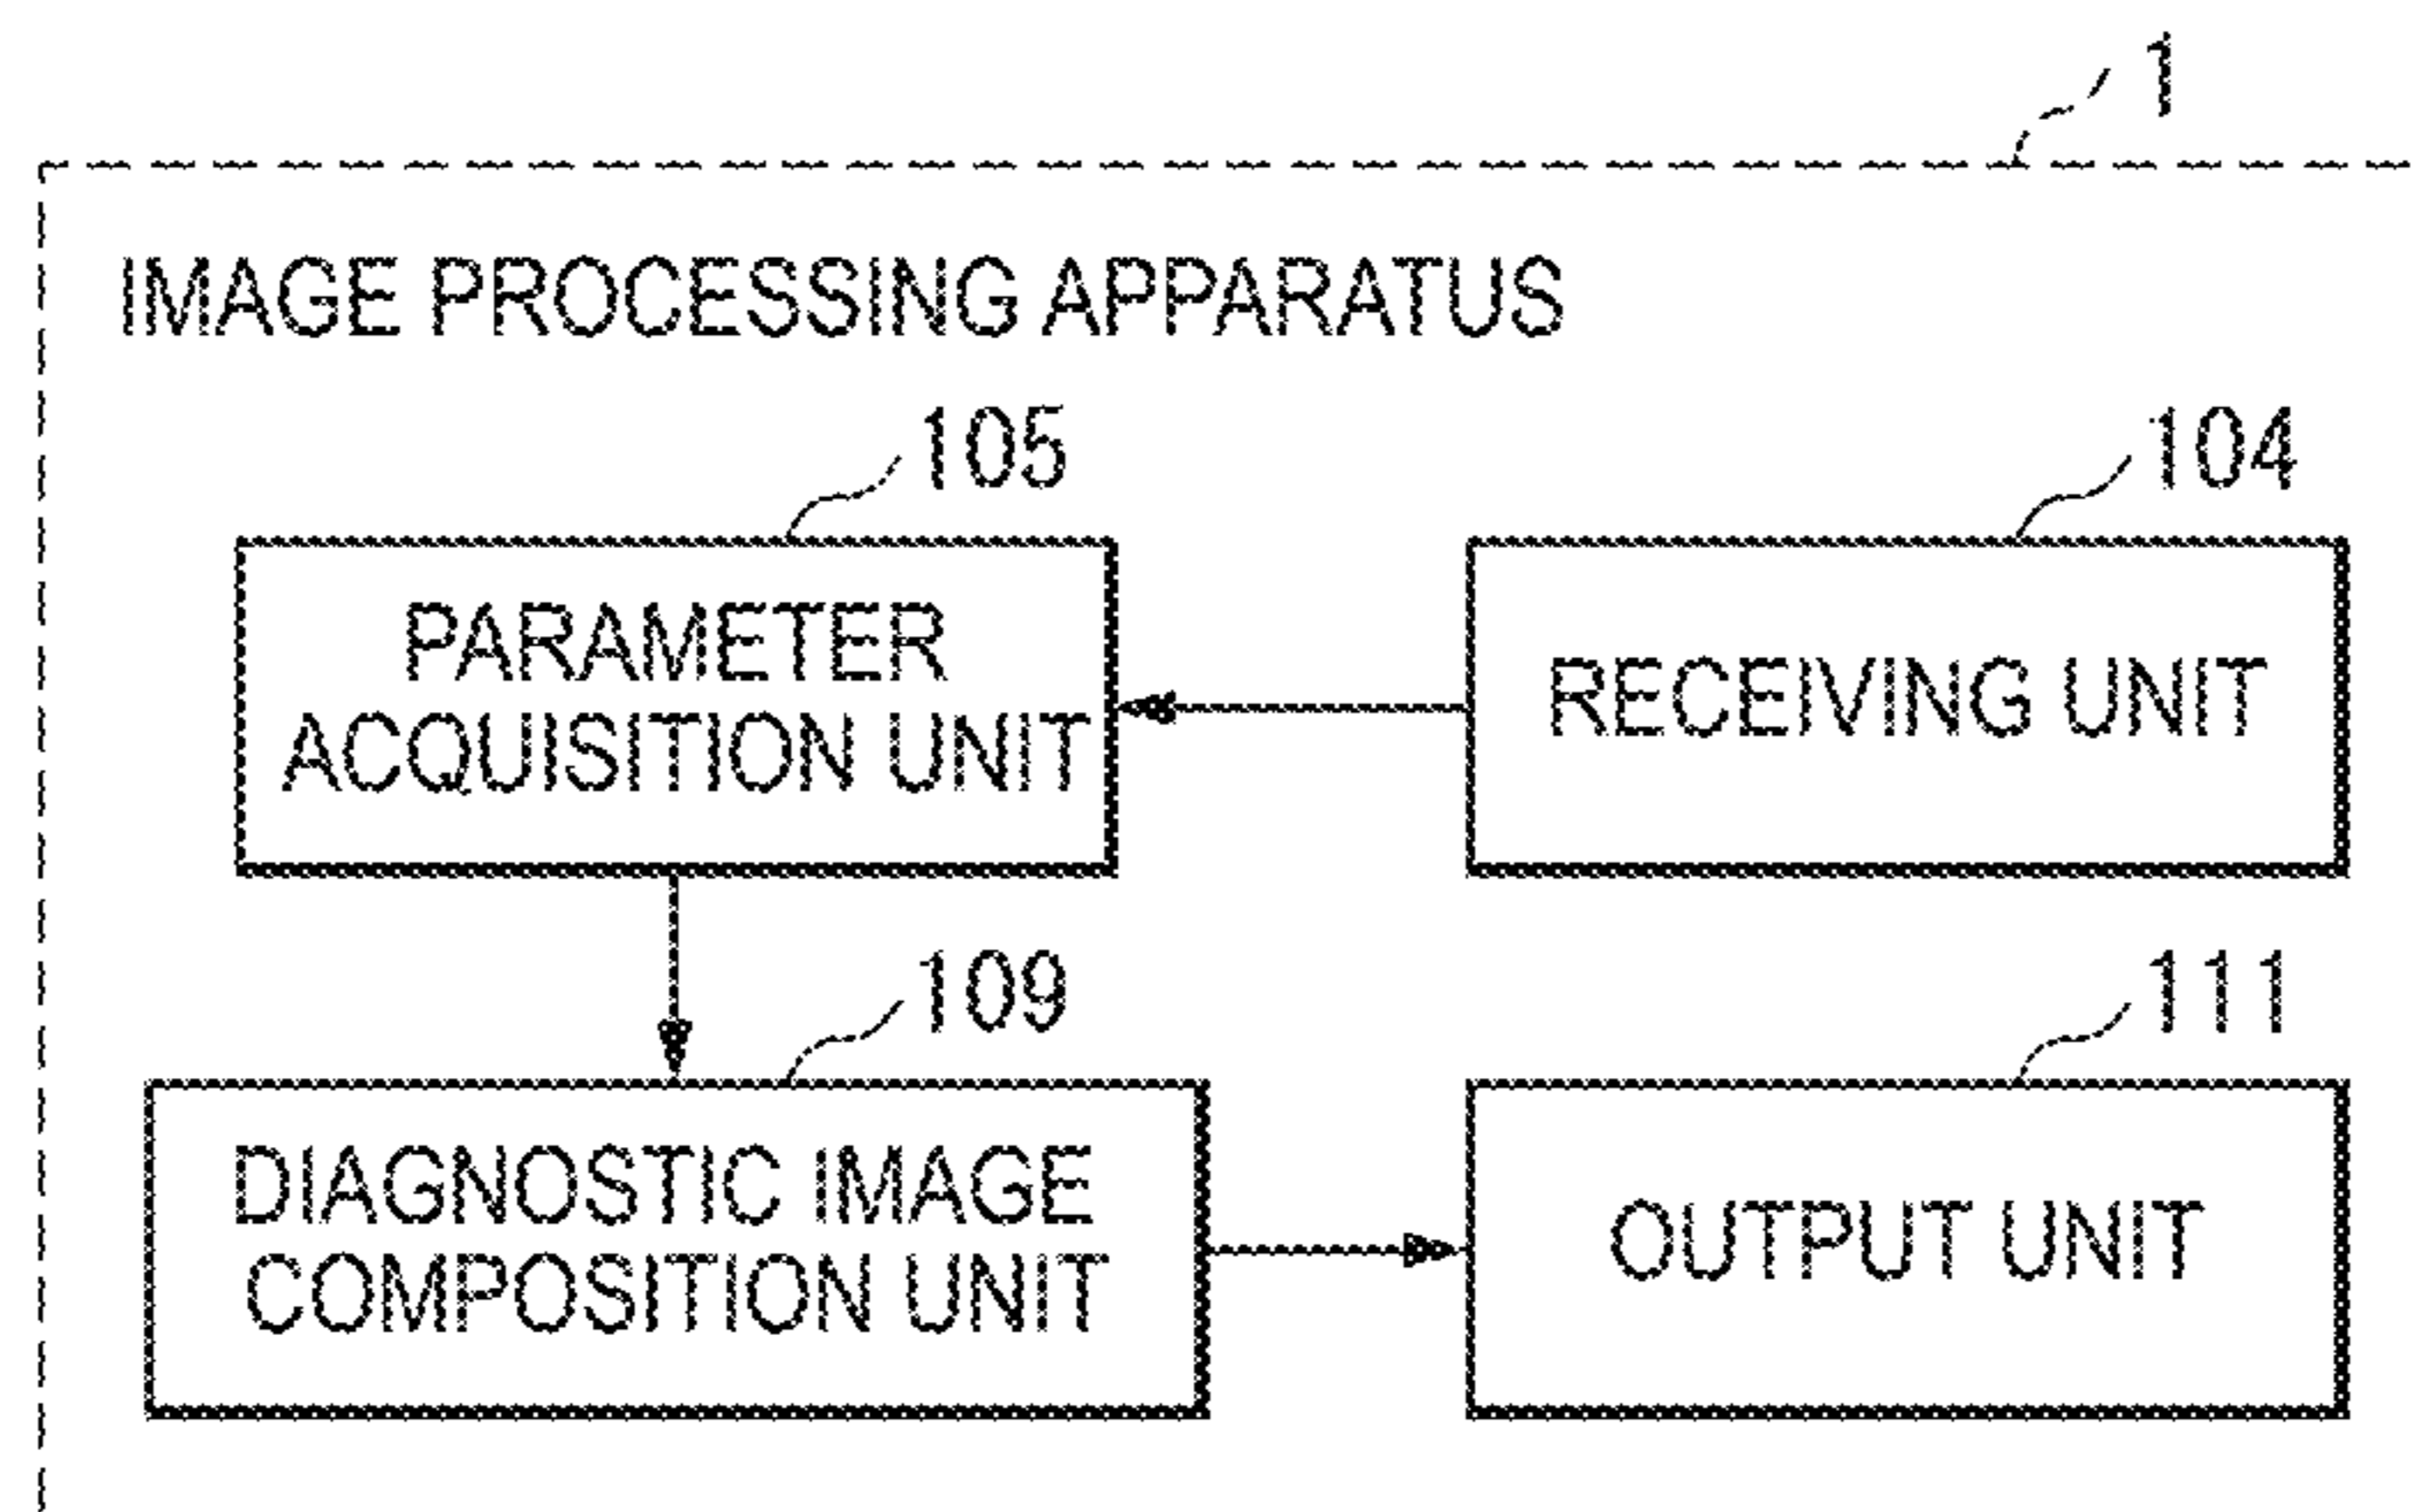 1
IMAGE PROCESSING APPARATUS
105
104
PARAMETER
ACQUISITION UNIT
RECEIVING UNIT
109
111
DIAGNOSTIC IMAGE
COMPOSITION UNIT
OUTPUT UNIT